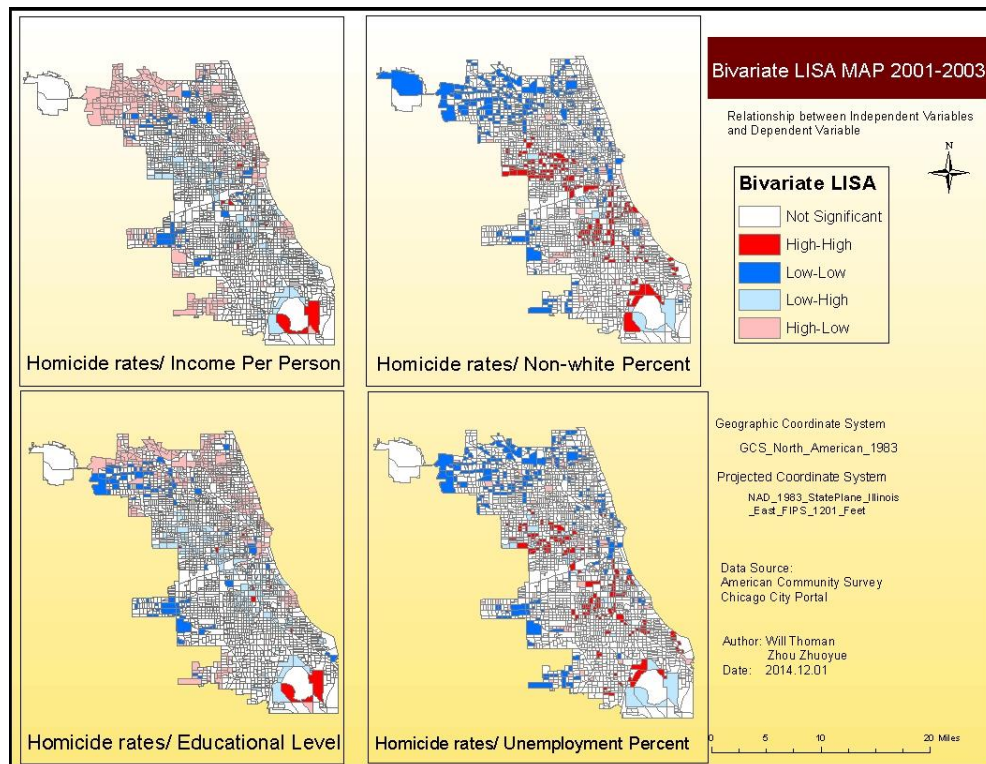 Bivariate LISA MAP 2001-2003
Relationship between Independent Variables
and Dependent Variable
N
Bivariate LISA
Not Significant
High-High
Low-Low
Low-High
High-Low
Homicide rates/ Income Per Person
Homicide rates/ Non-white Percent
Homicide rates/ Educational Level
Homicide rates/ Unemployment Percent
Geographic Coordinate System
GCS_North_American_1983
Projected Coordinate System
NAD_1983_StatePlane_Illinois
_East_FIPS_1201_Feet
Data Source:
American Community Survey
Chicago City Portal
Author: Will Thoman
Zhou Zhuoyue
Date: 2014.12.01
0 5 10 20 Miles